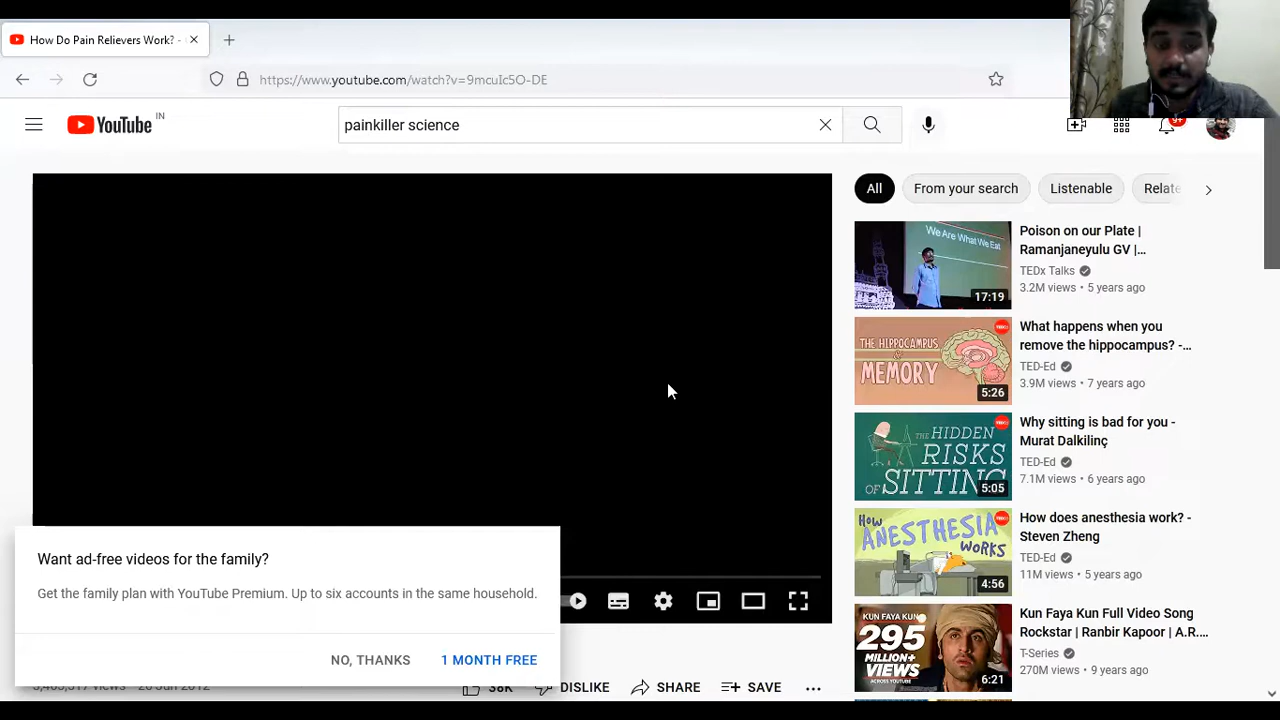 How Do Pain Relievers Work? -
https://www.youtube.com/watch?v=9mcuIc5O-DE
YouTube IN
painkiller science
9+
All
From your search
Listenable
Relate
We Are What We Eat
17:19
Poison on our Plate |
Ramanjaneyulu GV |...
TEDx Talks
3.2M views • 5 years ago
THE HIPPOCAMPUS
&
MEMORY
5:26
What happens when you
remove the hippocampus? -...
TED-Ed
3.9M views • 7 years ago
THE HIDDEN
RISKS
OF SITTING
5:05
Why sitting is bad for you -
Murat Dalkilinç
TED-Ed
7.1M views • 6 years ago
HOW
ANESTHESIA
WORKS
4:56
How does anesthesia work? -
Steven Zheng
TED-Ed
11M views • 5 years ago
KUN FAYA KUN
295
MILLION+
VIEWS
ACROSS YOUTUBE
6:21
Kun Faya Kun Full Video Song
Rockstar | Ranbir Kapoor | A.R....
T-Series
270M views • 9 years ago
Want ad-free videos for the family?
Get the family plan with YouTube Premium. Up to six accounts in the same household.
NO, THANKS
1 MONTH FREE
38K
DISLIKE
SHARE
SAVE